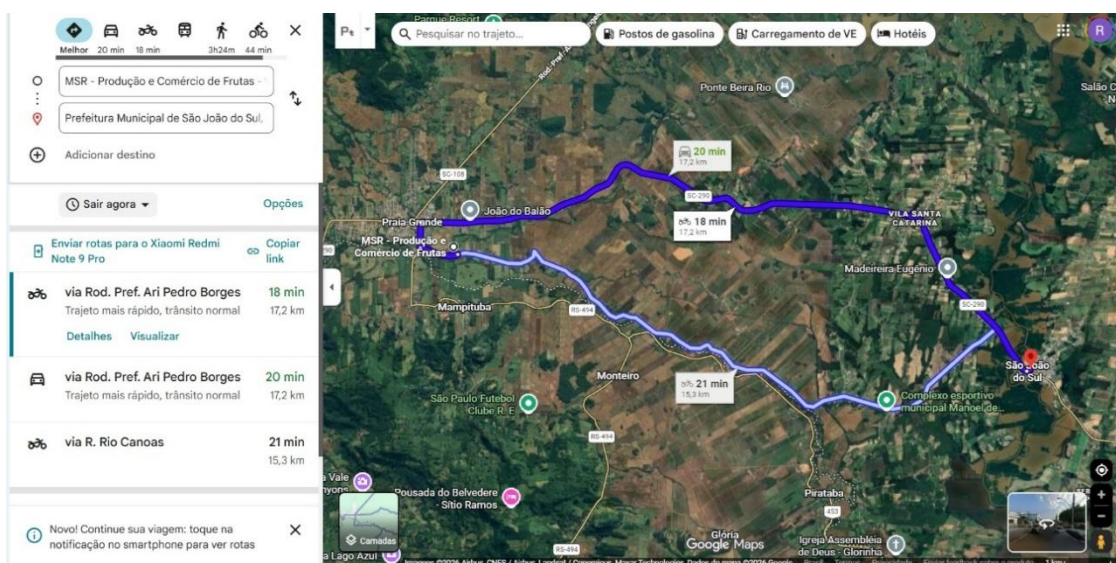 Melhor
20 min
18 min
3h24m
44 min
MSR - Produção e Comércio de Frutas -
Prefeitura Municipal de São João do Sul,
Adicionar destino
Sair agora
Opções
Enviar rotas para o Xiaomi Redmi
Note 9 Pro
Copiar
link
via Rod. Pref. Ari Pedro Borges
18 min
Trajeto mais rápido, trânsito normal
17,2 km
Detalhes
Visualizar
via Rod. Pref. Ari Pedro Borges
20 min
Trajeto mais rápido, trânsito normal
17,2 km
via R. Rio Canoas
21 min
15,3 km
Novo! Continue sua viagem: toque na
notificação no smartphone para ver rotas
Parque Resort
Pesquisar no trajeto...
Postos de gasolina
Carregamento de VE
Hotéis
R
Rod. Pref.
Ponte Beira Rio
Salão C
20 min
17,2 km
SC-108
SC-290
João do Balão
Praia Grande
18 min
17,2 km
VILA SANTA
CATARINA
MSR - Produção e
Comércio de Frutas
Madeireira Eugênio
SC-290
Mampituba
RS-494
São João
do Sul
Monteiro
21 min
15,3 km
São Paulo Futebol
Clube R. E
Complexo esportivo
municipal Manoel de...
RS-494
a Vale
nyons
Pousada do Belvedere
- Sítio Ramos
Pirataba
453
Camadas
Glória
Google Maps
Igreja Assembléia
de Deus - Glorinha
a Lago Azul
RS-494